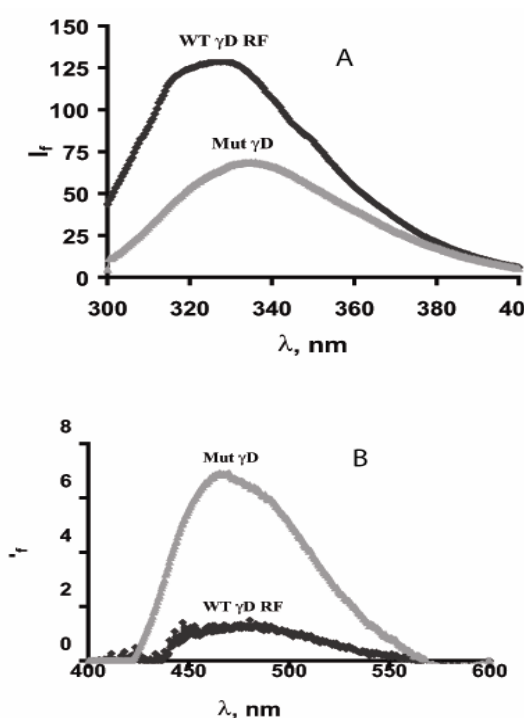 150
WT γD RF
A
125
100
I_f
75
Mut γD
50
25
0
300 320 340 360 380 40
λ, nm
8
Mut γD
B
6
4
'f
2
WT γD RF
0
400 450 500 550 600
λ, nm